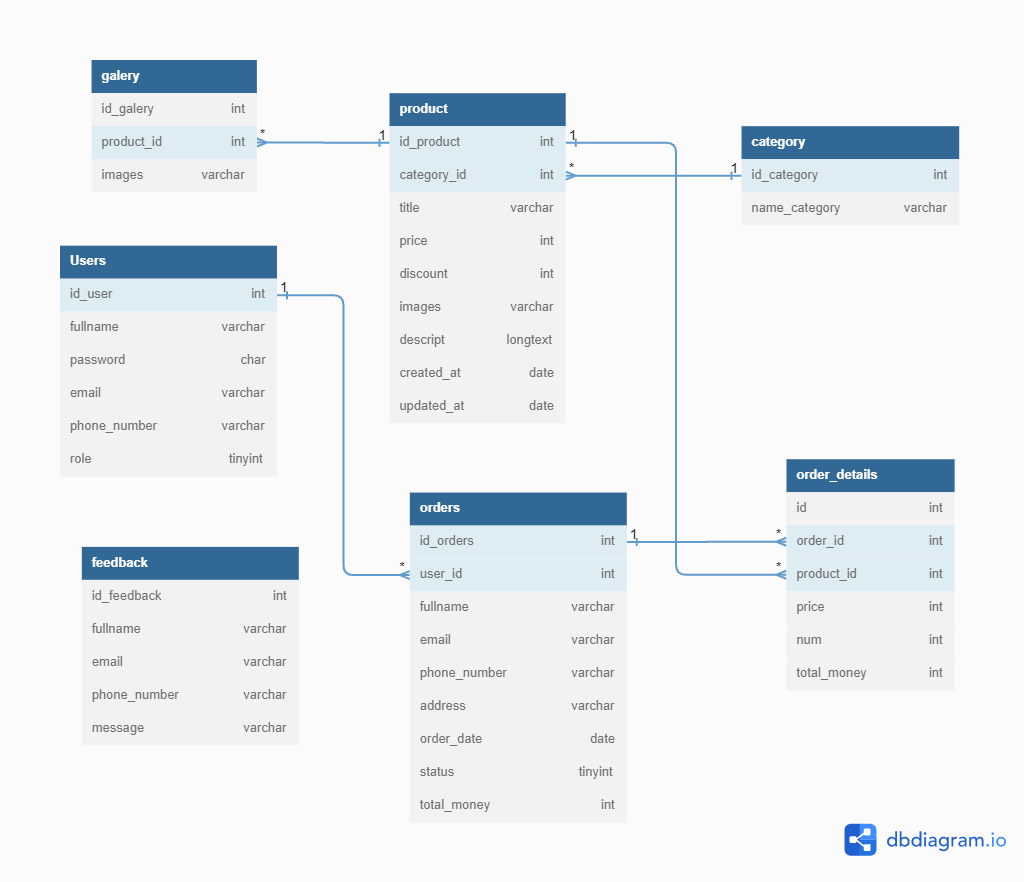 galery
id_galery int
product_id int
images varchar
* 1
product
id_product int
category_id int
title varchar
price int
discount int
images varchar
descript longtext
created_at date
updated_at date
1
* 1
category
id_category int
name_category varchar
Users
id_user int
fullname varchar
password char
email varchar
phone_number varchar
role tinyint
1
*
feedback
id_feedback int
fullname varchar
email varchar
phone_number varchar
message varchar
orders
id_orders int
user_id int
fullname varchar
email varchar
phone_number varchar
address varchar
order_date date
status tinyint
total_money int
1 *
*
order_details
id int
order_id int
product_id int
price int
num int
total_money int
dbdiagram.io